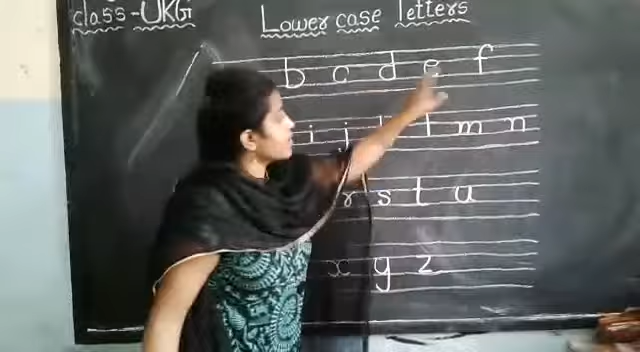 class-UKG
Lower case letters
b c d e f
i j l m n
r s t u
x y z